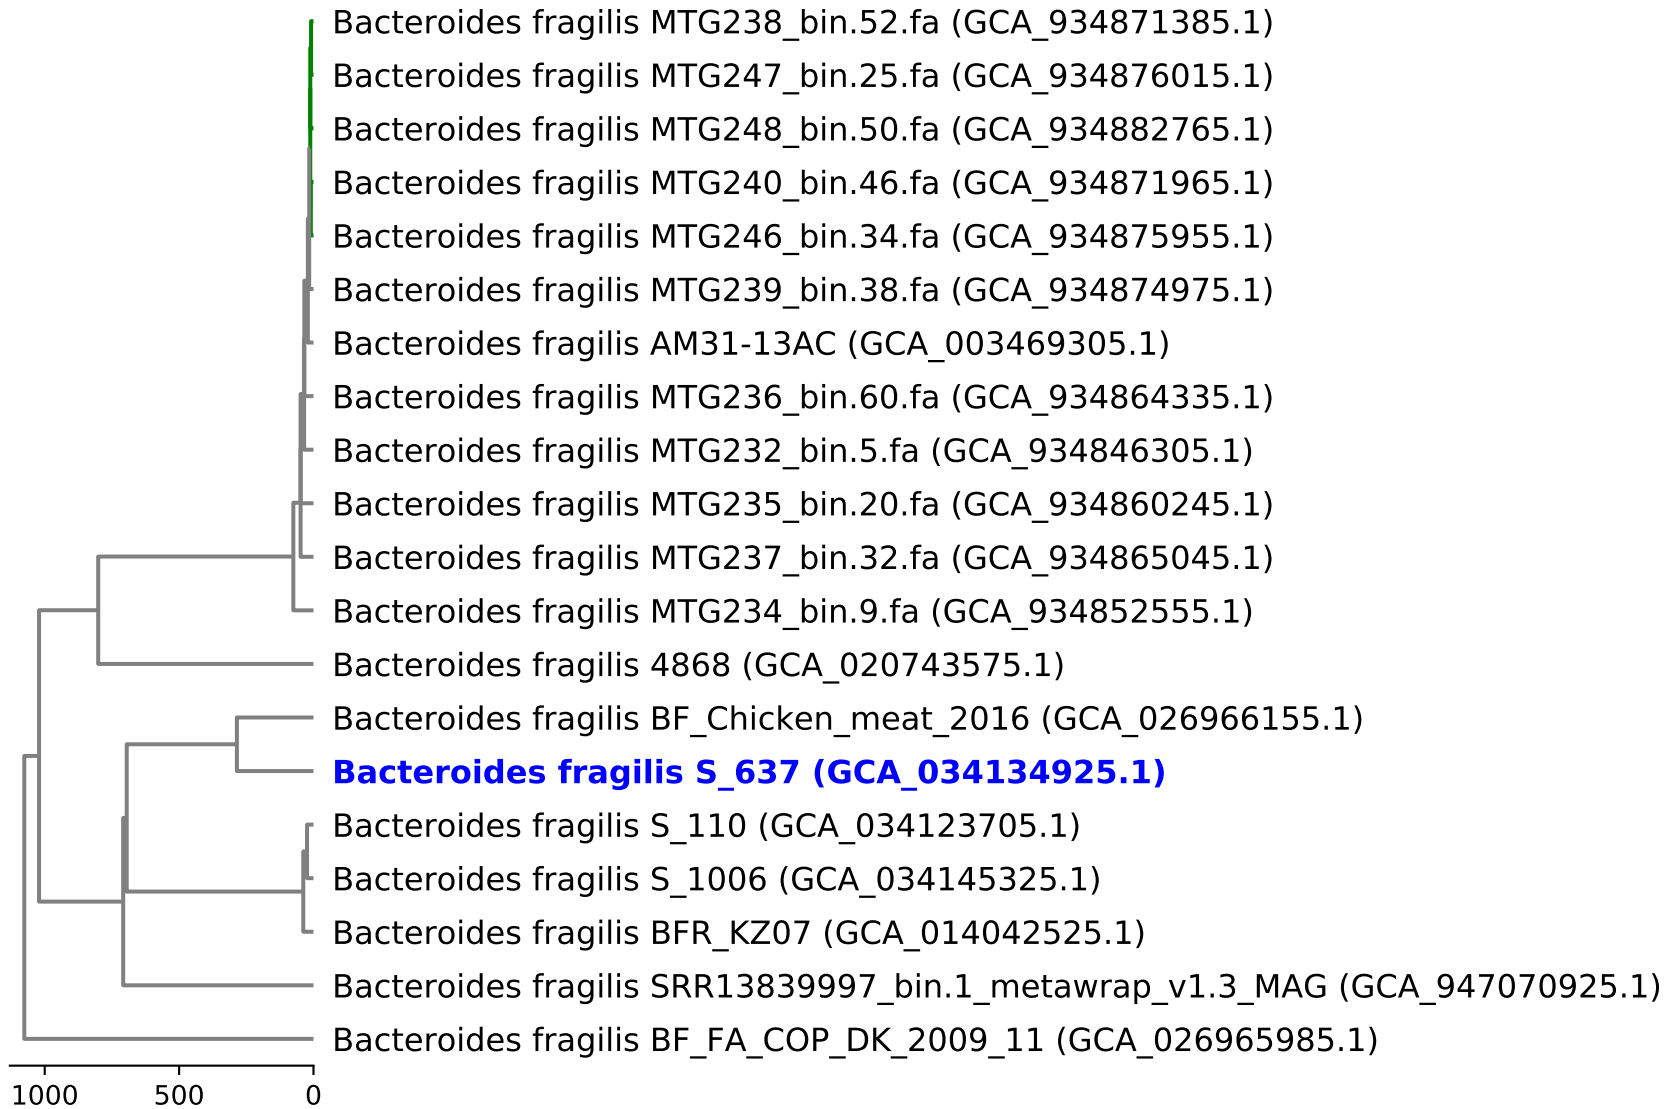 Bacteroides fragilis MTG238_bin.52.fa (GCA_934871385.1)
Bacteroides fragilis MTG247_bin.25.fa (GCA_934876015.1)
Bacteroides fragilis MTG248_bin.50.fa (GCA_934882765.1)
Bacteroides fragilis MTG240_bin.46.fa (GCA_934871965.1)
Bacteroides fragilis MTG246_bin.34.fa (GCA_934875955.1)
Bacteroides fragilis MTG239_bin.38.fa (GCA_934874975.1)
Bacteroides fragilis AM31-13AC (GCA_003469305.1)
Bacteroides fragilis MTG236_bin.60.fa (GCA_934864335.1)
Bacteroides fragilis MTG232_bin.5.fa (GCA_934846305.1)
Bacteroides fragilis MTG235_bin.20.fa (GCA_934860245.1)
Bacteroides fragilis MTG237_bin.32.fa (GCA_934865045.1)
Bacteroides fragilis MTG234_bin.9.fa (GCA_934852555.1)
Bacteroides fragilis 4868 (GCA_020743575.1)
Bacteroides fragilis BF_Chicken_meat_2016 (GCA_026966155.1)
Bacteroides fragilis S_637 (GCA_034134925.1)
Bacteroides fragilis S_110 (GCA_034123705.1)
Bacteroides fragilis S_1006 (GCA_034145325.1)
Bacteroides fragilis BFR_KZ07 (GCA_014042525.1)
Bacteroides fragilis SRR13839997_bin.1_metawrap_v1.3_MAG (GCA_947070925.1)
Bacteroides fragilis BF_FA_COP_DK_2009_11 (GCA_026965985.1)
1000 500 0